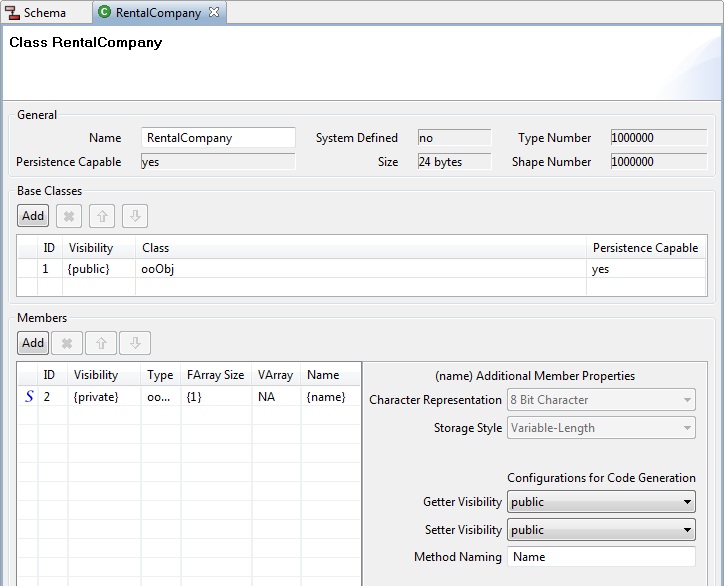 Schema RentalCompany
Class RentalCompany
General
Name RentalCompany System Defined no Type Number 1000000
Persistence Capable yes Size 24 bytes Shape Number 1000000
Base Classes
Add
ID Visibility Class Persistence Capable
1 {public} ooObj yes
Members
Add
ID Visibility Type FArray Size VArray Name
S 2 {private} oo... {1} NA {name}
(name) Additional Member Properties
Character Representation 8 Bit Character
Storage Style Variable-Length
Configurations for Code Generation
Getter Visibility public
Setter Visibility public
Method Naming Name